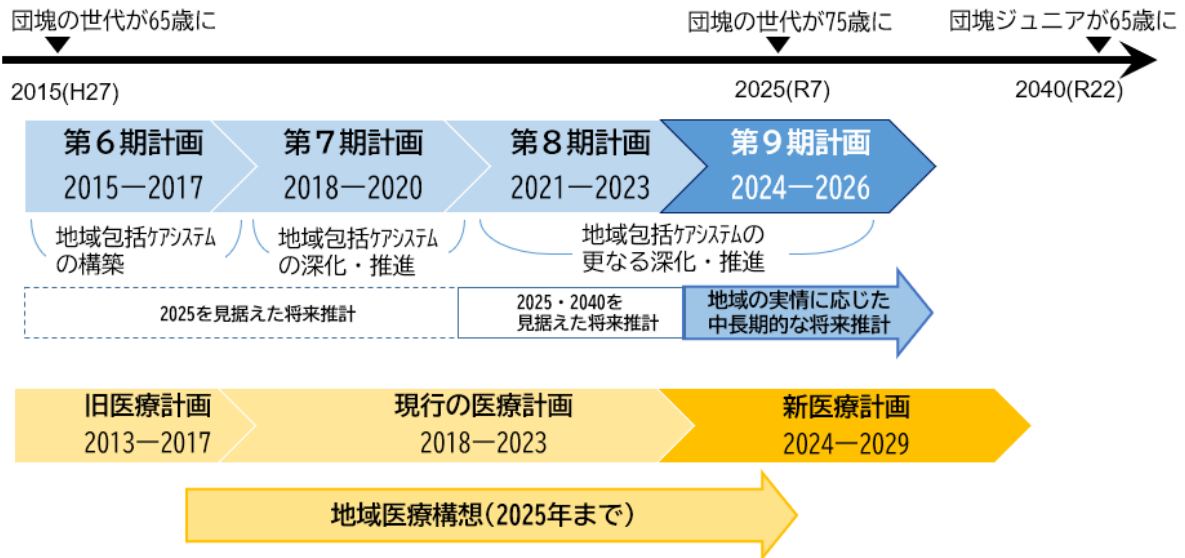 団塊の世代が65歳に
団塊の世代が75歳に
団塊ジュニアが65歳に
2015(H27)
2025(R7)
2040(R22)
第６期計画
2015－2017
第７期計画
2018－2020
第８期計画
2021－2023
第９期計画
2024－2026
地域包括ｹｱｼｽﾃﾑ
の構築
地域包括ｹｱｼｽﾃﾑ
の深化・推進
地域包括ｹｱｼｽﾃﾑの
更なる深化・推進
2025を見据えた将来推計
2025・2040を
見据えた将来推計
地域の実情に応じた
中長期的な将来推計
旧医療計画
2013－2017
現行の医療計画
2018－2023
新医療計画
2024－2029
地域医療構想(2025年まで)